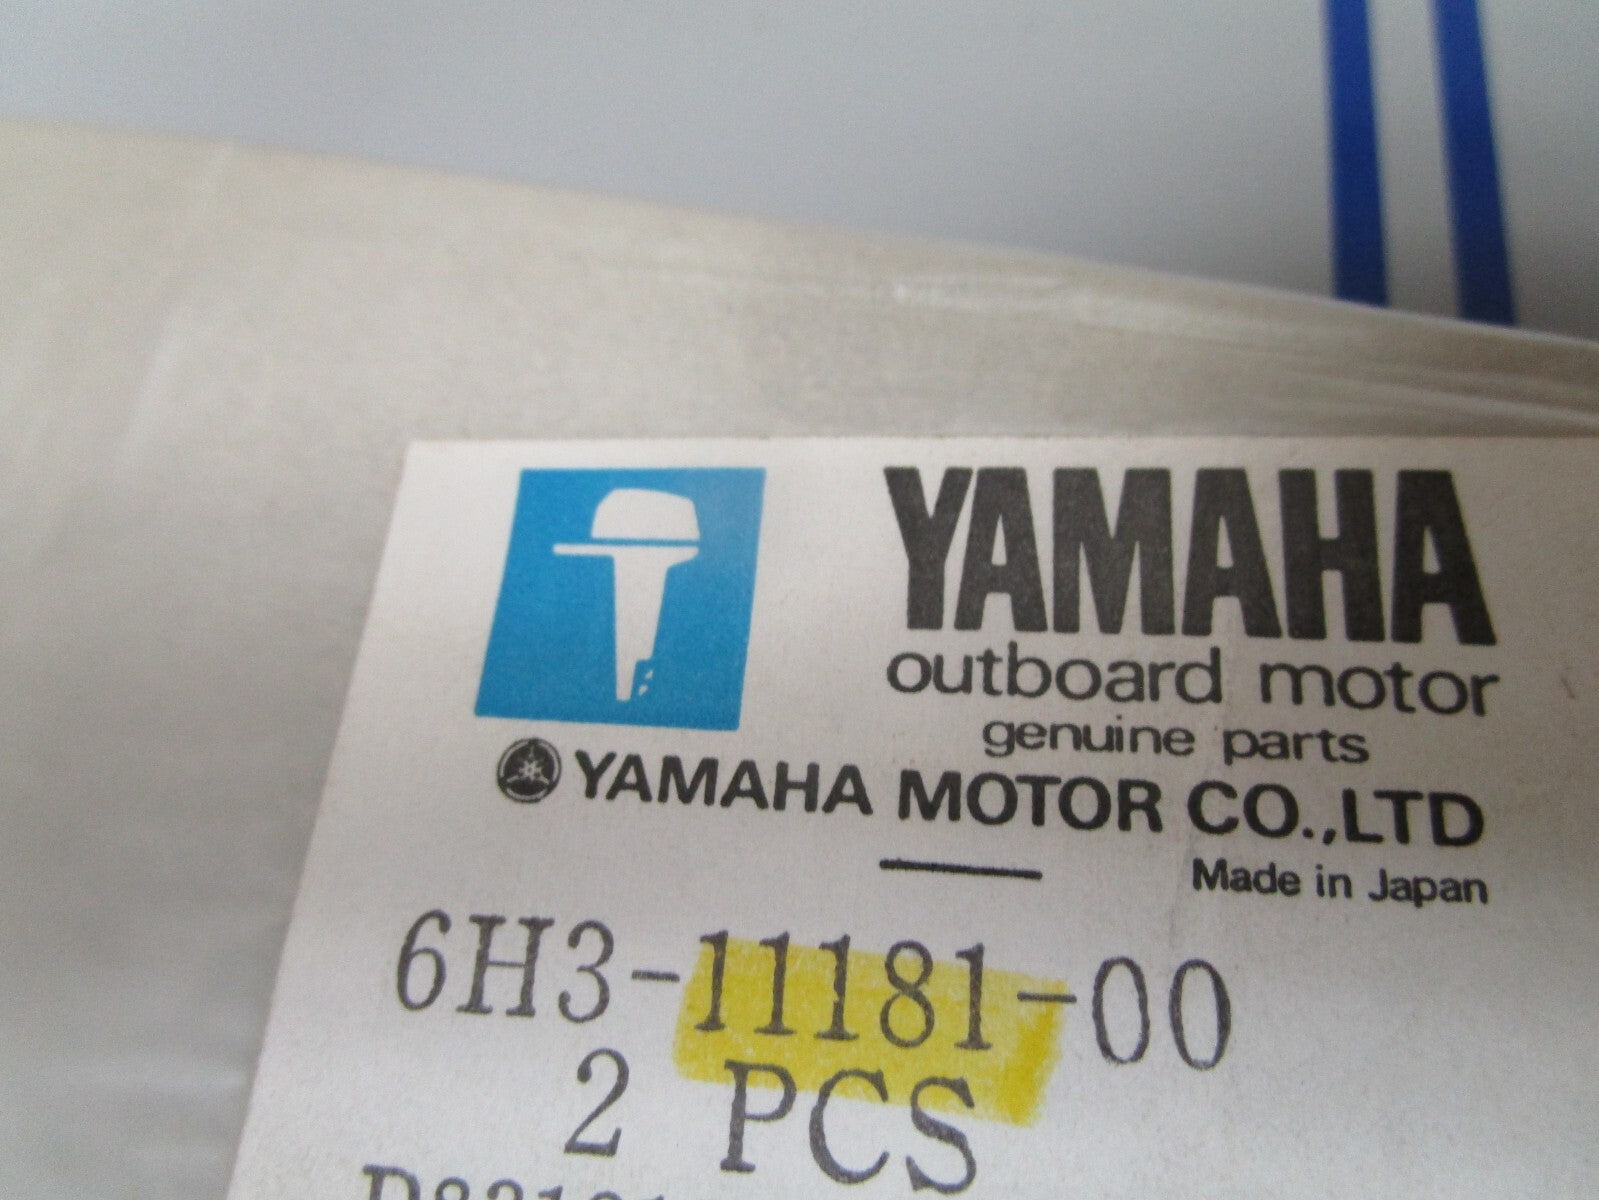 YAMAHA
outboard motor
genuine parts
YAMAHA MOTOR CO.,LTD
Made in Japan
6H3-11181-00
2 PCS